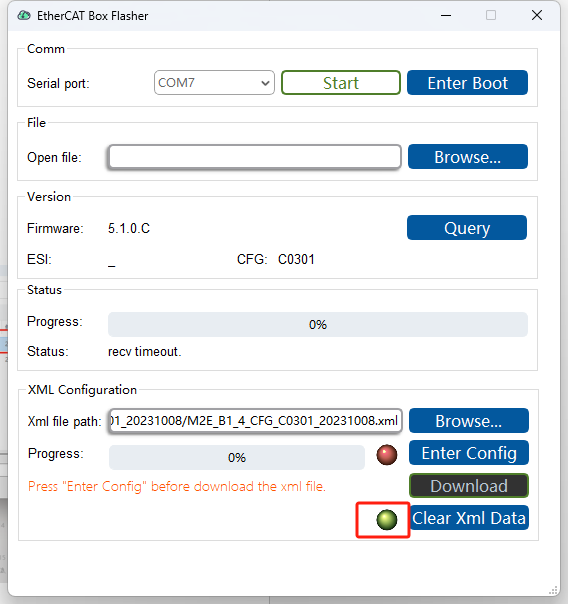 EtherCAT Box Flasher
Comm
Serial port: COM7 Start Enter Boot
File
Open file: Browse...
Version
Firmware: 5.1.0.C Query
ESI: _ CFG: C0301
Status
Progress: 0%
Status: recv timeout.
XML Configuration
Xml file path: 01_20231008/M2E_B1_4_CFG_C0301_20231008.xml Browse...
Progress: 0% Enter Config
Press "Enter Config" before download the xml file. Download
Clear Xml Data